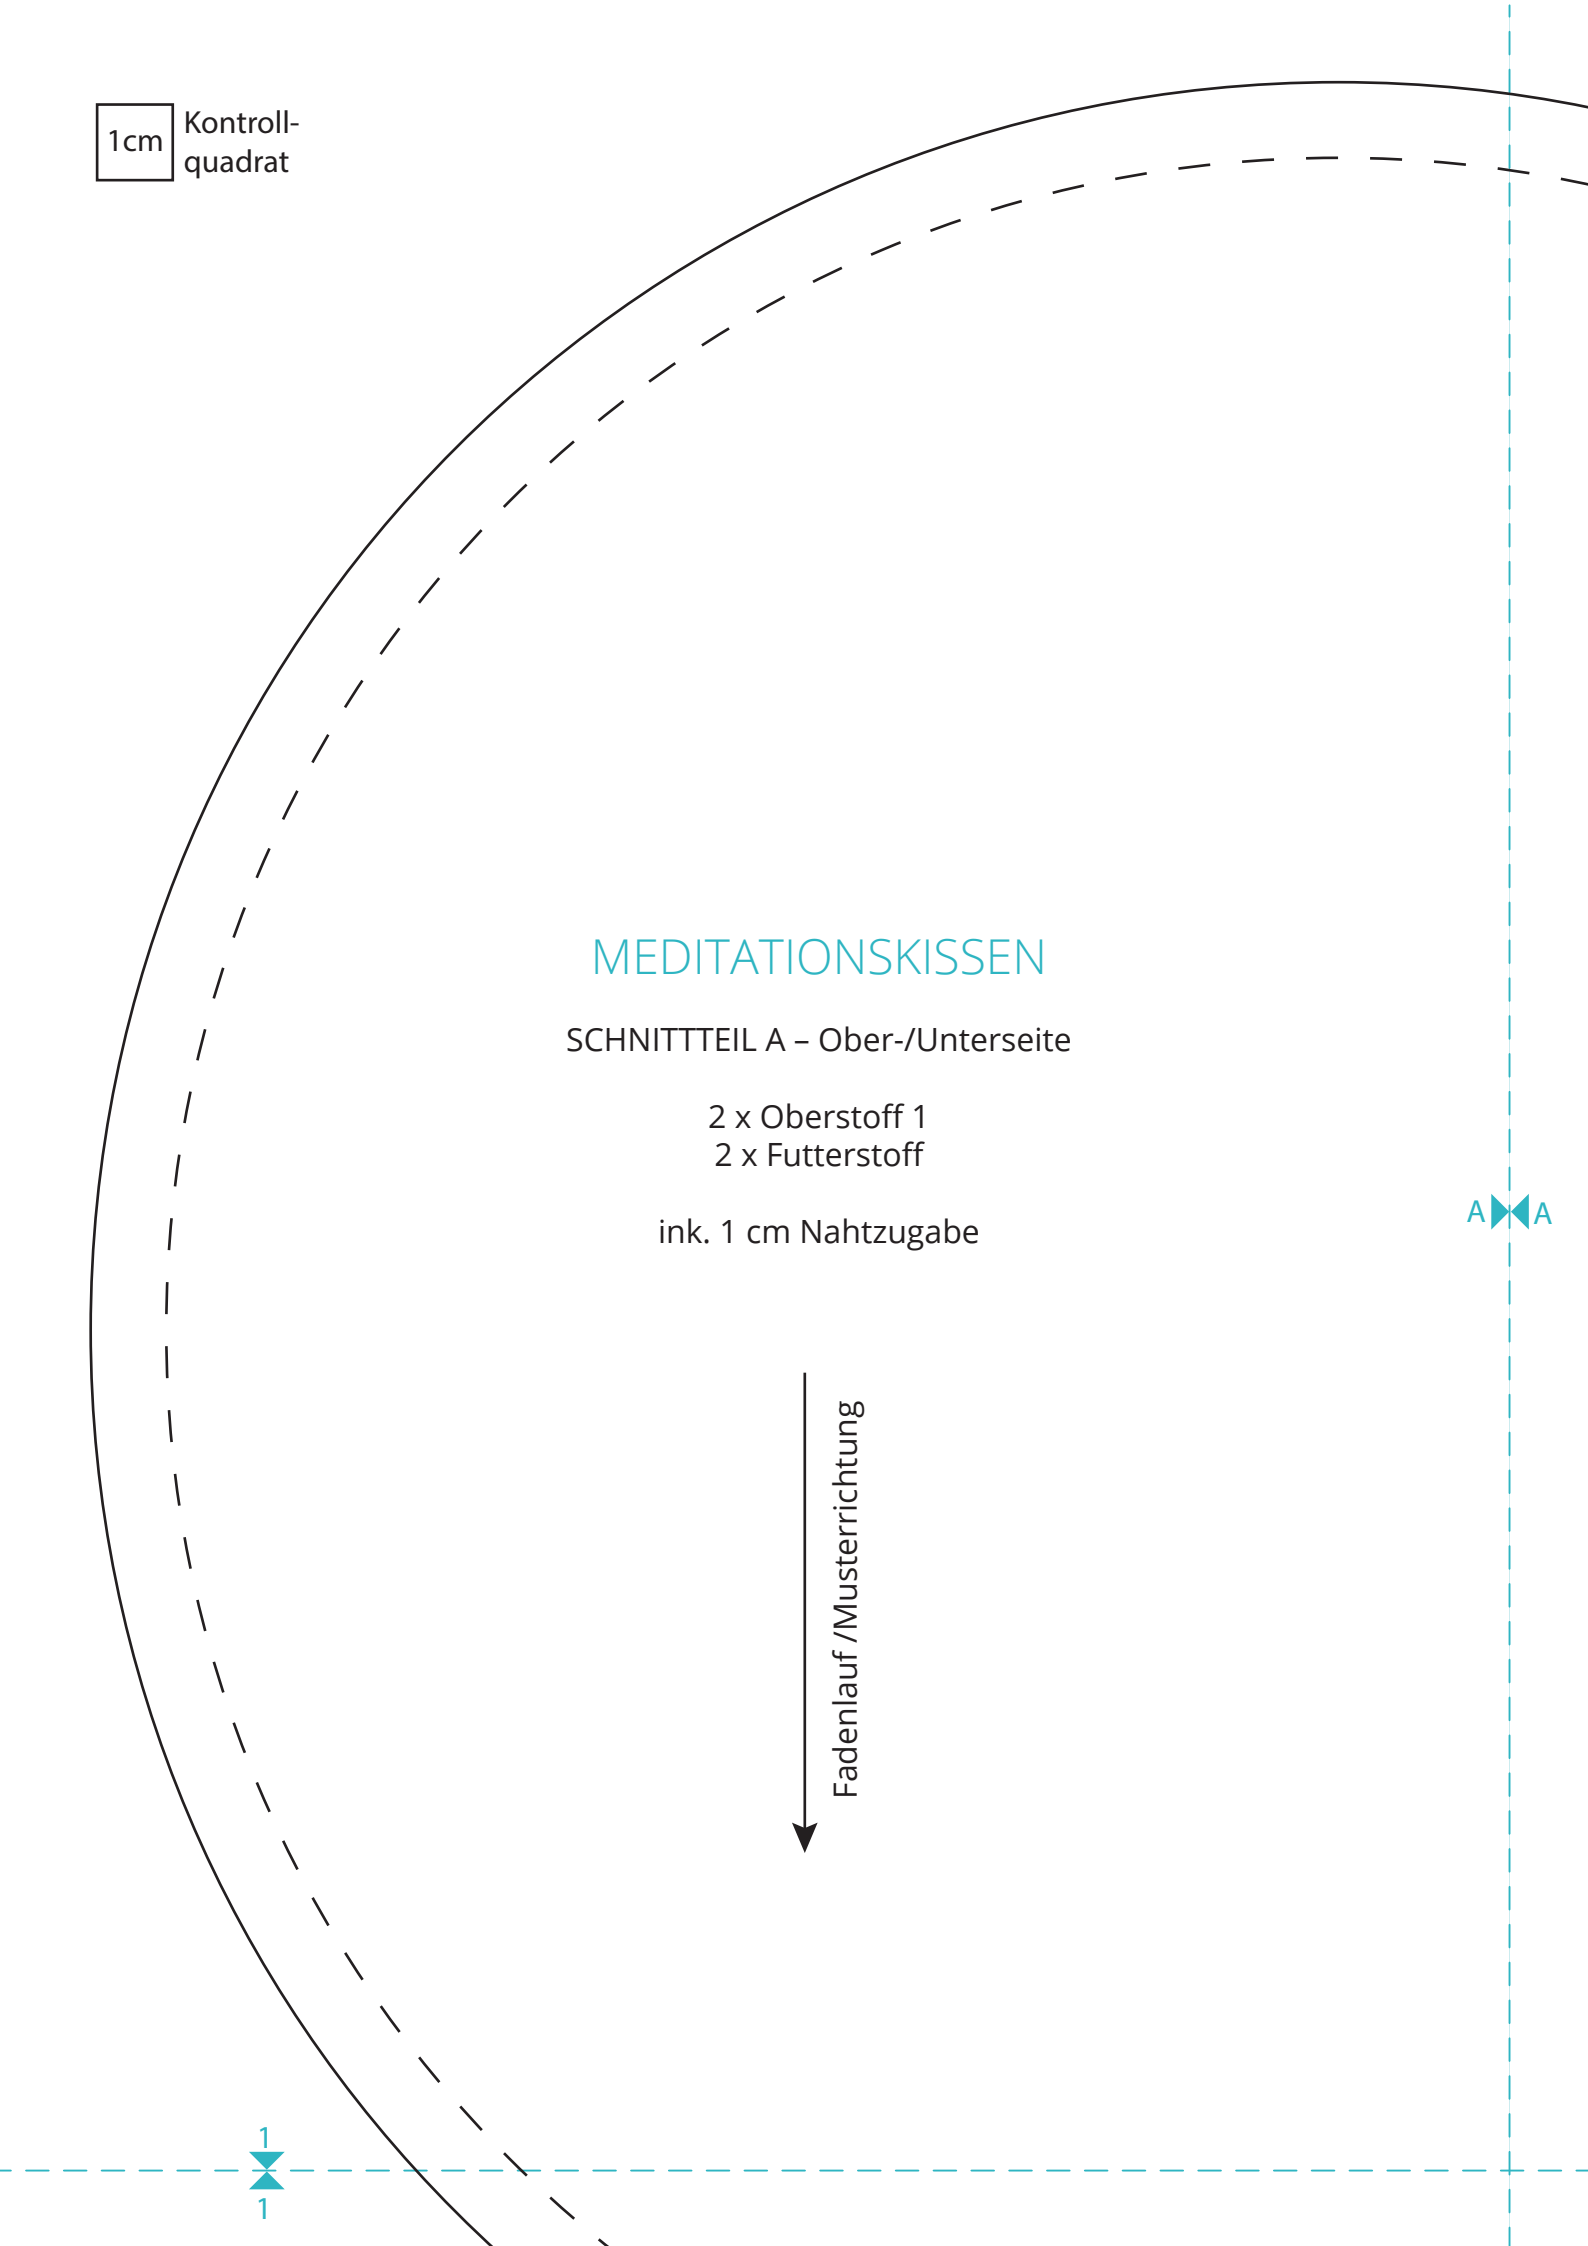 1cm
Kontroll-
quadrat
MEDITATIONSKISSEN
SCHNITTTEIL A – Ober-/Unterseite
2 x Oberstoff 1
2 x Futterstoff
ink. 1 cm Nahtzugabe
A A
Fadenlauf /Musterrichtung
1
1